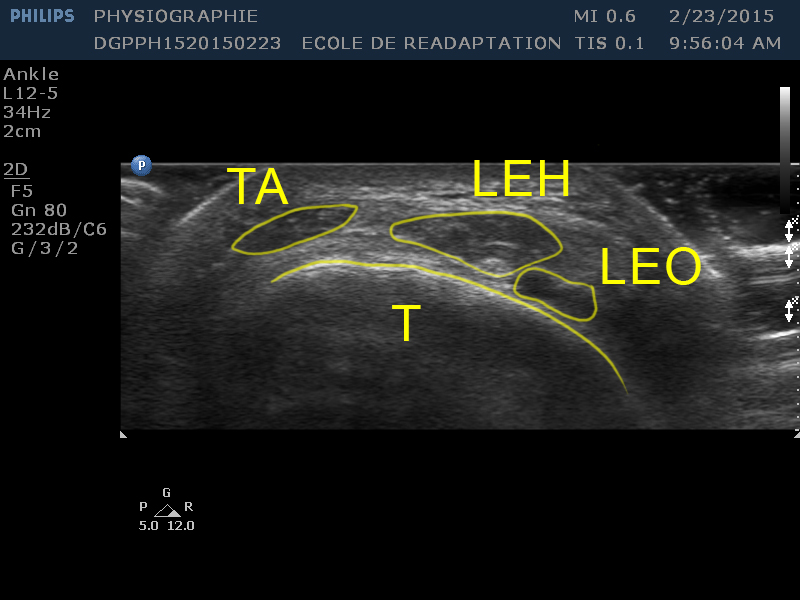 PHILIPS PHYSIOGRAPHIE MI 0.6 2/23/2015
DGPPH1520150223 ECOLE DE READAPTATION TIS 0.1 9:56:04 AM
Ankle
L12-5
34Hz
2cm
2D
F5
Gn 80
232dB/C6
G/3/2
P
TA
LEH
LEO
T
G
P R
5.0 12.0